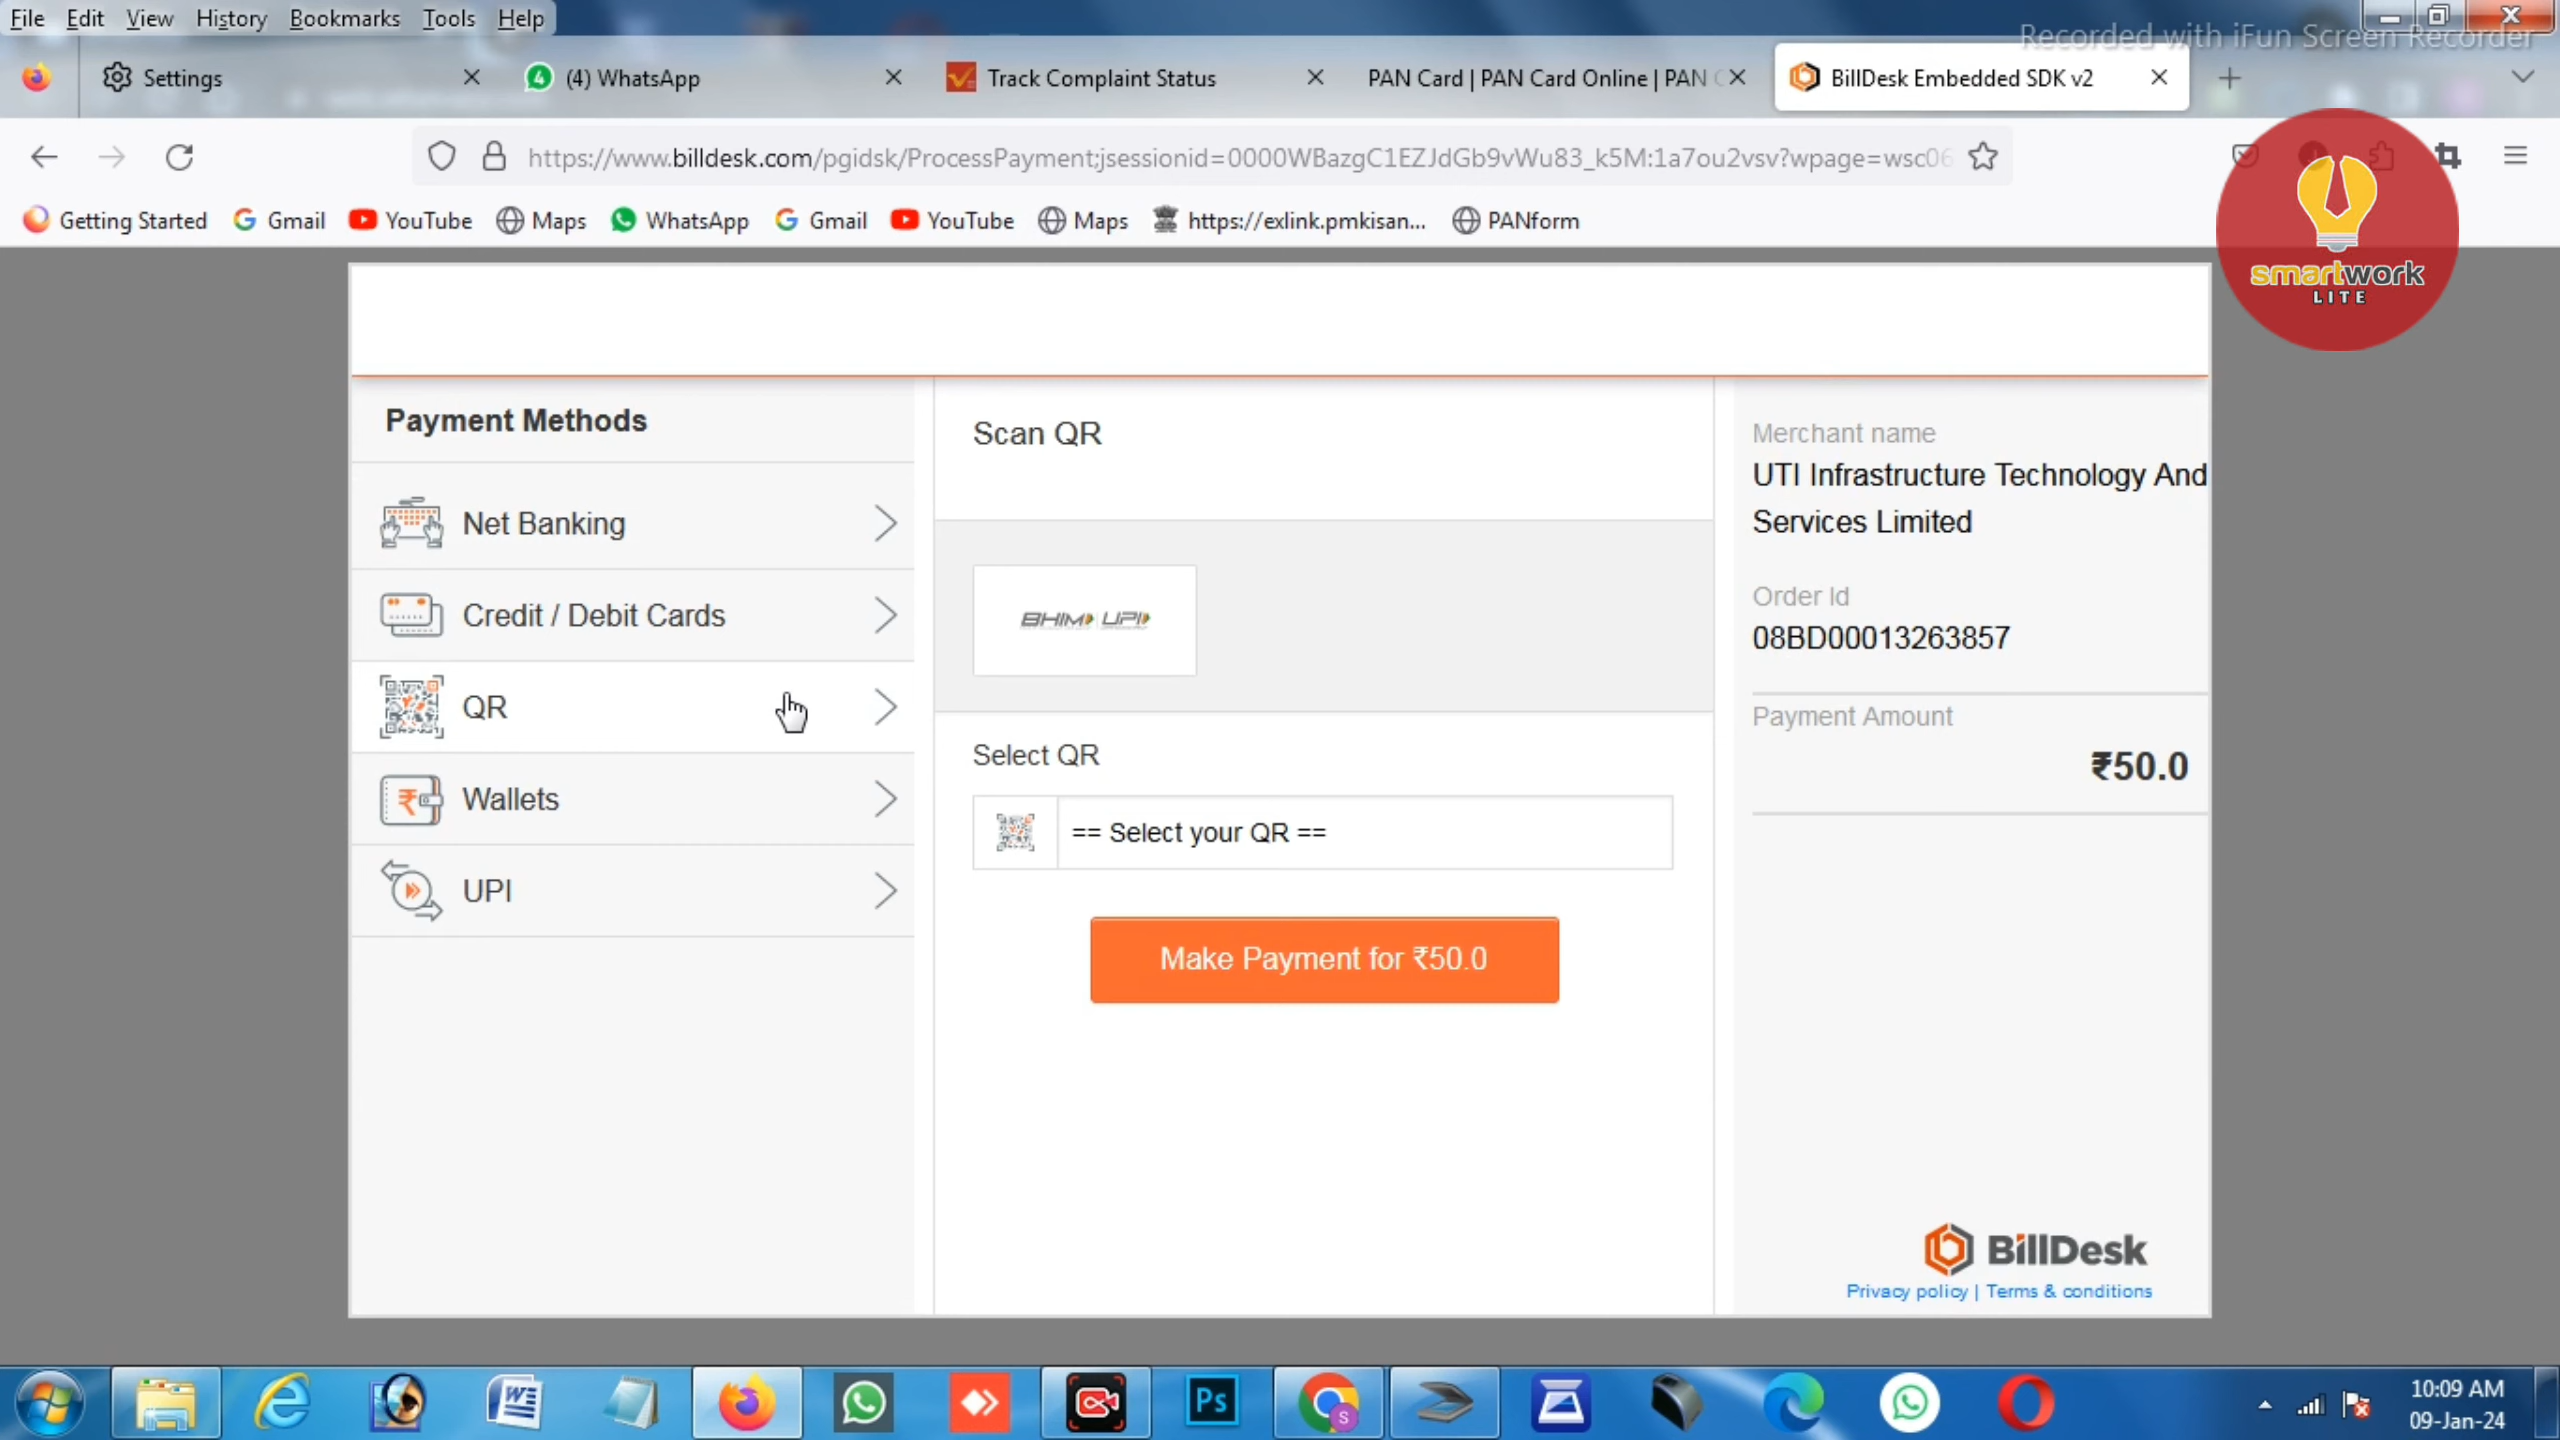 File Edit View History Bookmarks Tools Help
Recorded with iFun Screen Recorder
Settings
(4) WhatsApp
Track Complaint Status
PAN Card | PAN Card Online | PAN C
BillDesk Embedded SDK v2
https://www.billdesk.com/pgidsk/ProcessPayment;jsessionid=0000WBazgC1EZJdGb9vWu83_k5M:1a7ou2vsv?wpage=wsc06
Getting Started Gmail YouTube Maps WhatsApp Gmail YouTube Maps https://exlink.pmkisan... PANform
smartwork
LITE
Payment Methods
Net Banking
Credit / Debit Cards
QR
Wallets
UPI
Scan QR
BHIM UPI
Select QR
== Select your QR ==
Make Payment for ₹50.0
Merchant name
UTI Infrastructure Technology And
Services Limited
Order Id
08BD00013263857
Payment Amount
₹50.0
BillDesk
Privacy policy | Terms & conditions
Ps
S
10:09 AM
09-Jan-24